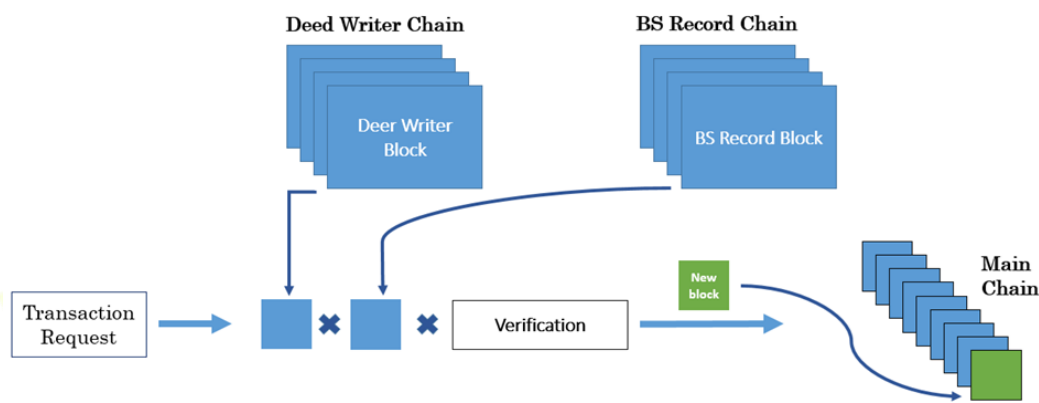 Deed Writer Chain
BS Record Chain
Deer Writer
Block
BS Record Block
New
block
Main
Chain
Transaction
Request
Verification